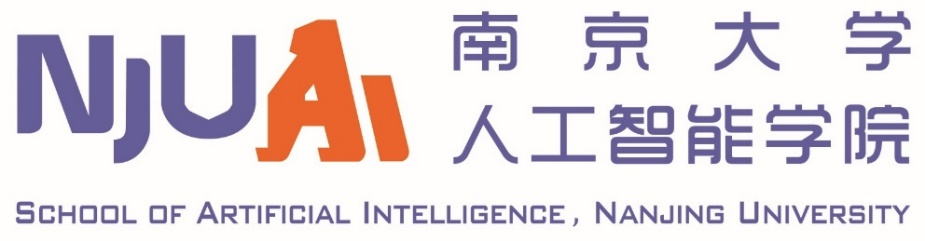 NJUAI
南京大学
人工智能学院
SCHOOL OF ARTIFICIAL INTELLIGENCE, NANJING UNIVERSITY